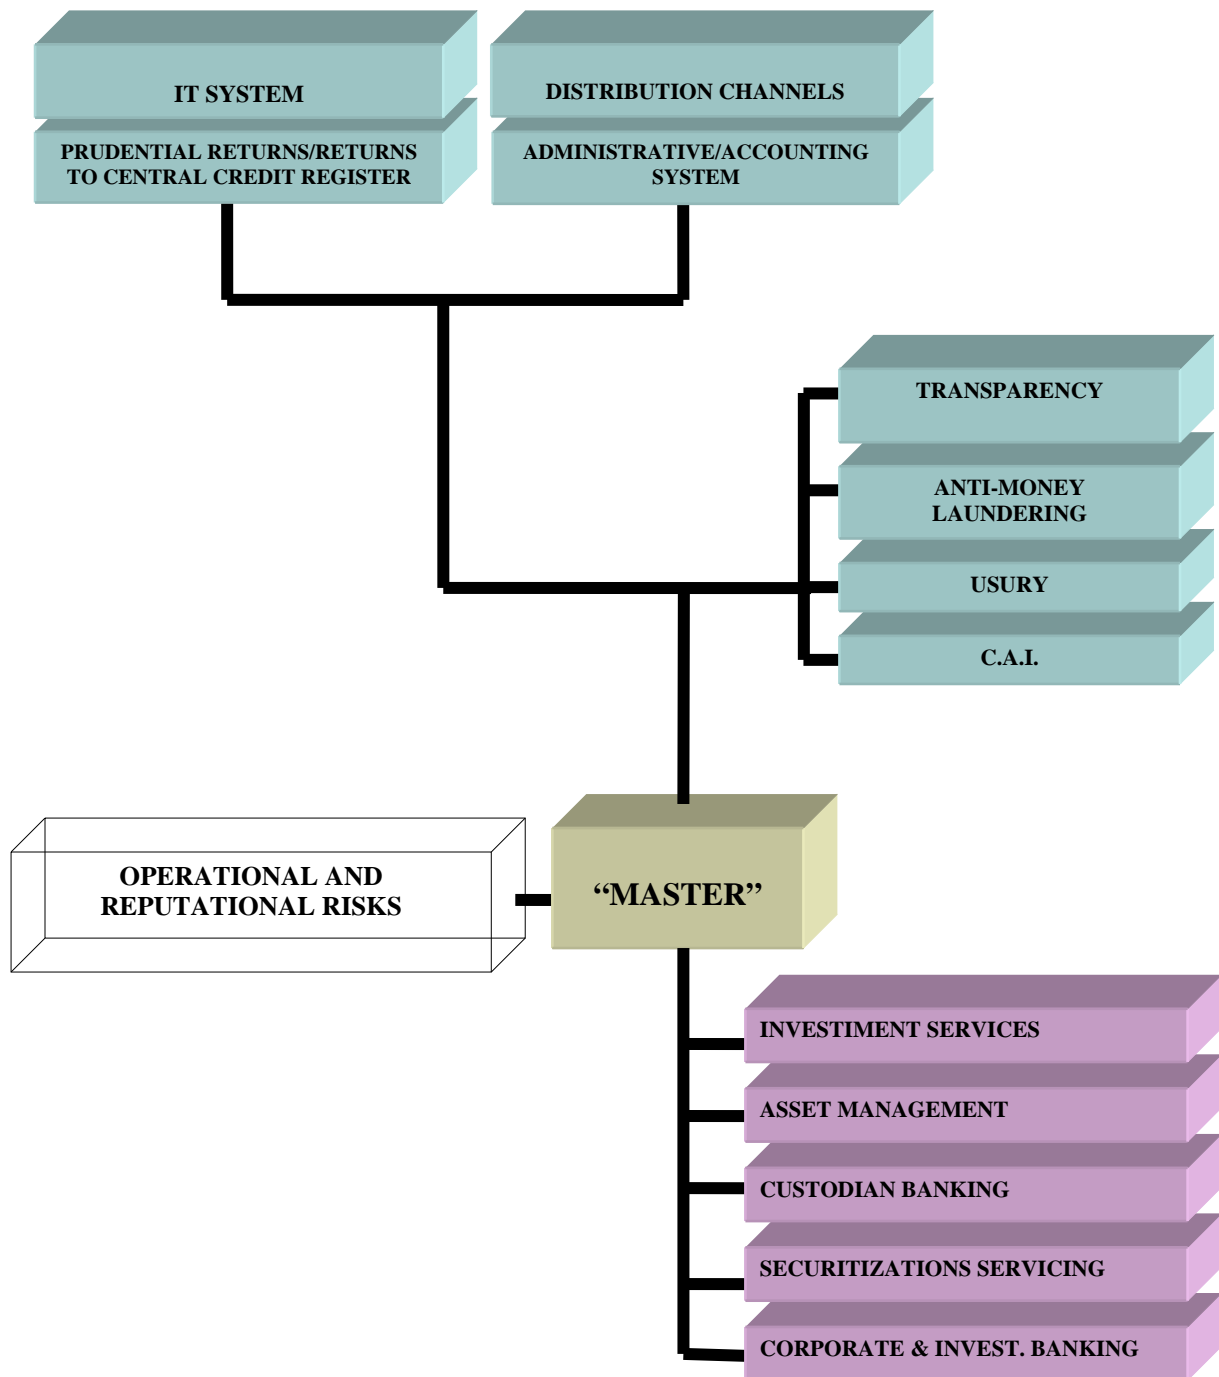 IT SYSTEM
DISTRIBUTION CHANNELS
PRUDENTIAL RETURNS/RETURNS
TO CENTRAL CREDIT REGISTER
ADMINISTRATIVE/ACCOUNTING
SYSTEM
TRANSPARENCY
ANTI-MONEY
LAUNDERING
USURY
C.A.I.
OPERATIONAL AND
REPUTATIONAL RISKS
“MASTER”
INVESTIMENT SERVICES
ASSET MANAGEMENT
CUSTODIAN BANKING
SECURITIZATIONS SERVICING
CORPORATE & INVEST. BANKING